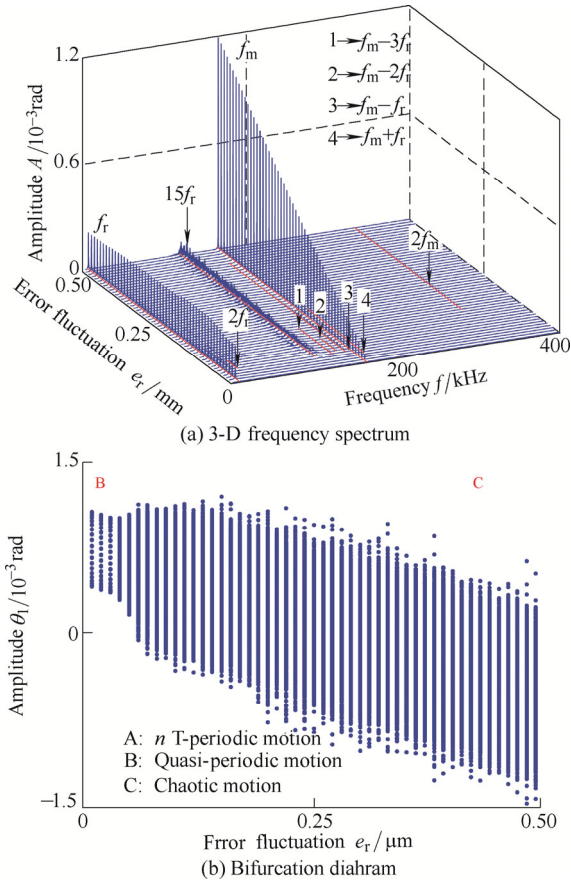 1.2
0.6
0
Amplitude A /10⁻³rad
fm
1→fm−3fr
2→fm−2fr
3→fm−fr
4→fm+fr
15fr
fr
2fm
2fr
1
2
3
4
0.50
0.25
0
Error fluctuation er / mm
0
200
400
Frequency f /kHz
(a) 3-D frequency spectrum
1.5
0
−1.5
Amplitude θ1/10⁻³rad
B
C
A: n T-periodic motion
B: Quasi-periodic motion
C: Chaotic motion
0
0.25
0.50
Frror fluctuation er / μm
(b) Bifurcation diahram